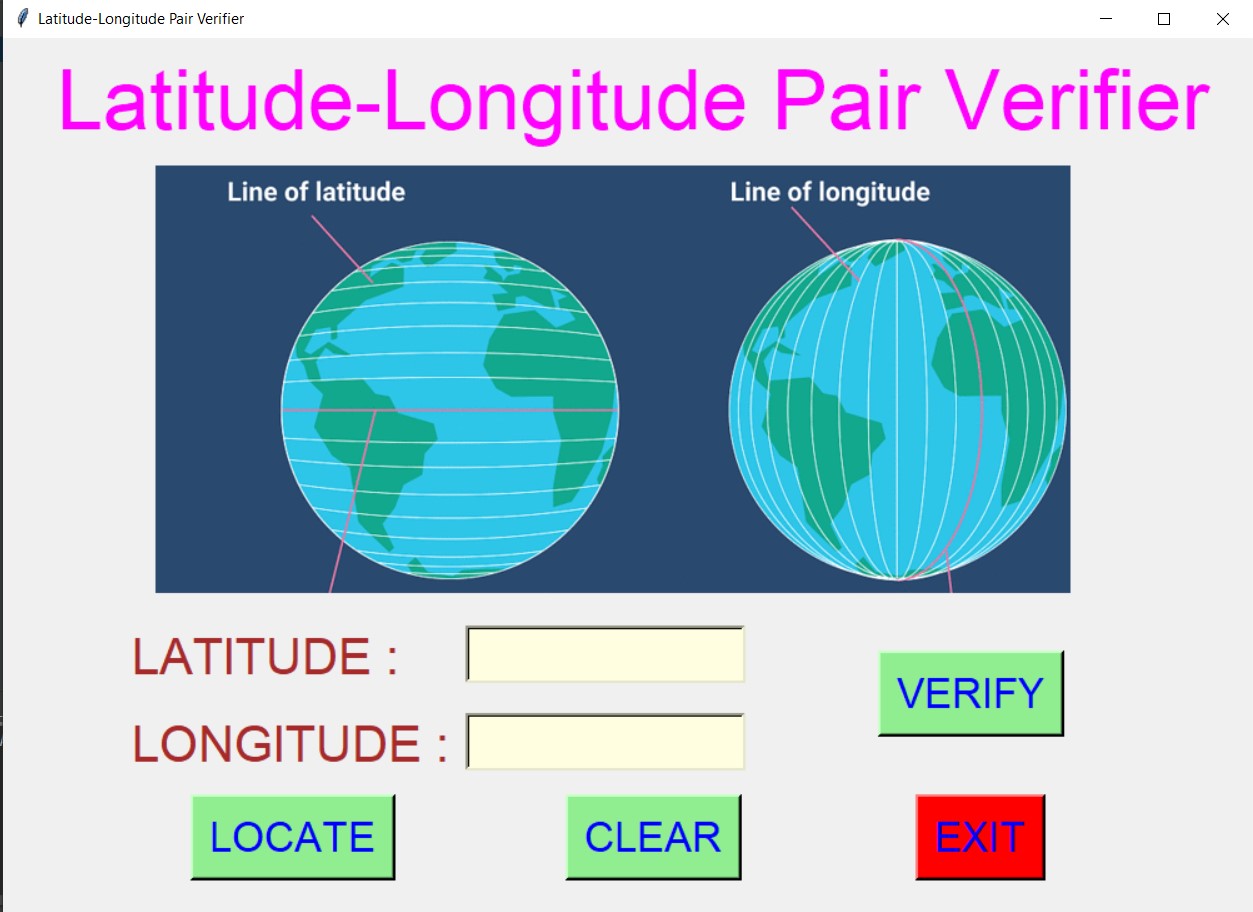 Latitude-Longitude Pair Verifier
Latitude-Longitude Pair Verifier
Line of latitude
Line of longitude
LATITUDE :
LONGITUDE :
VERIFY
LOCATE
CLEAR
EXIT